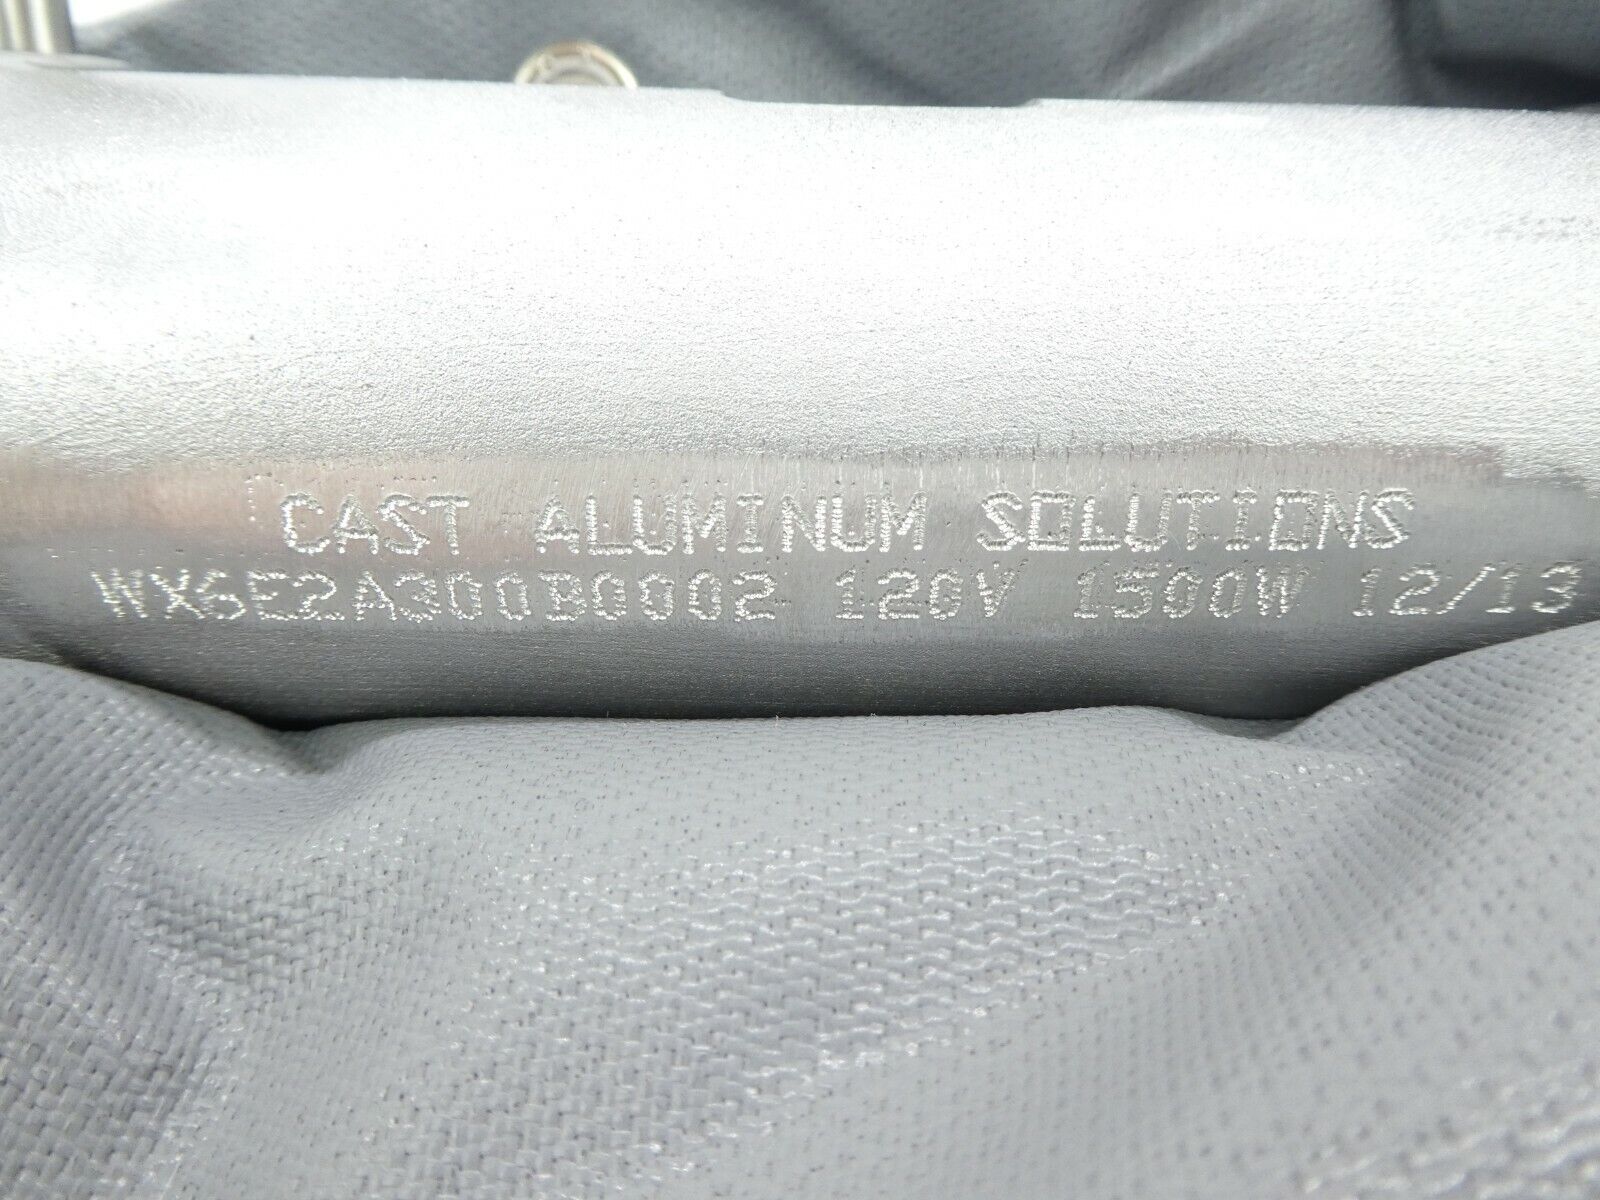 CAST ALUMINUM SOLUTIONS
WX6E2A300B0002 120V 1500W 12/13